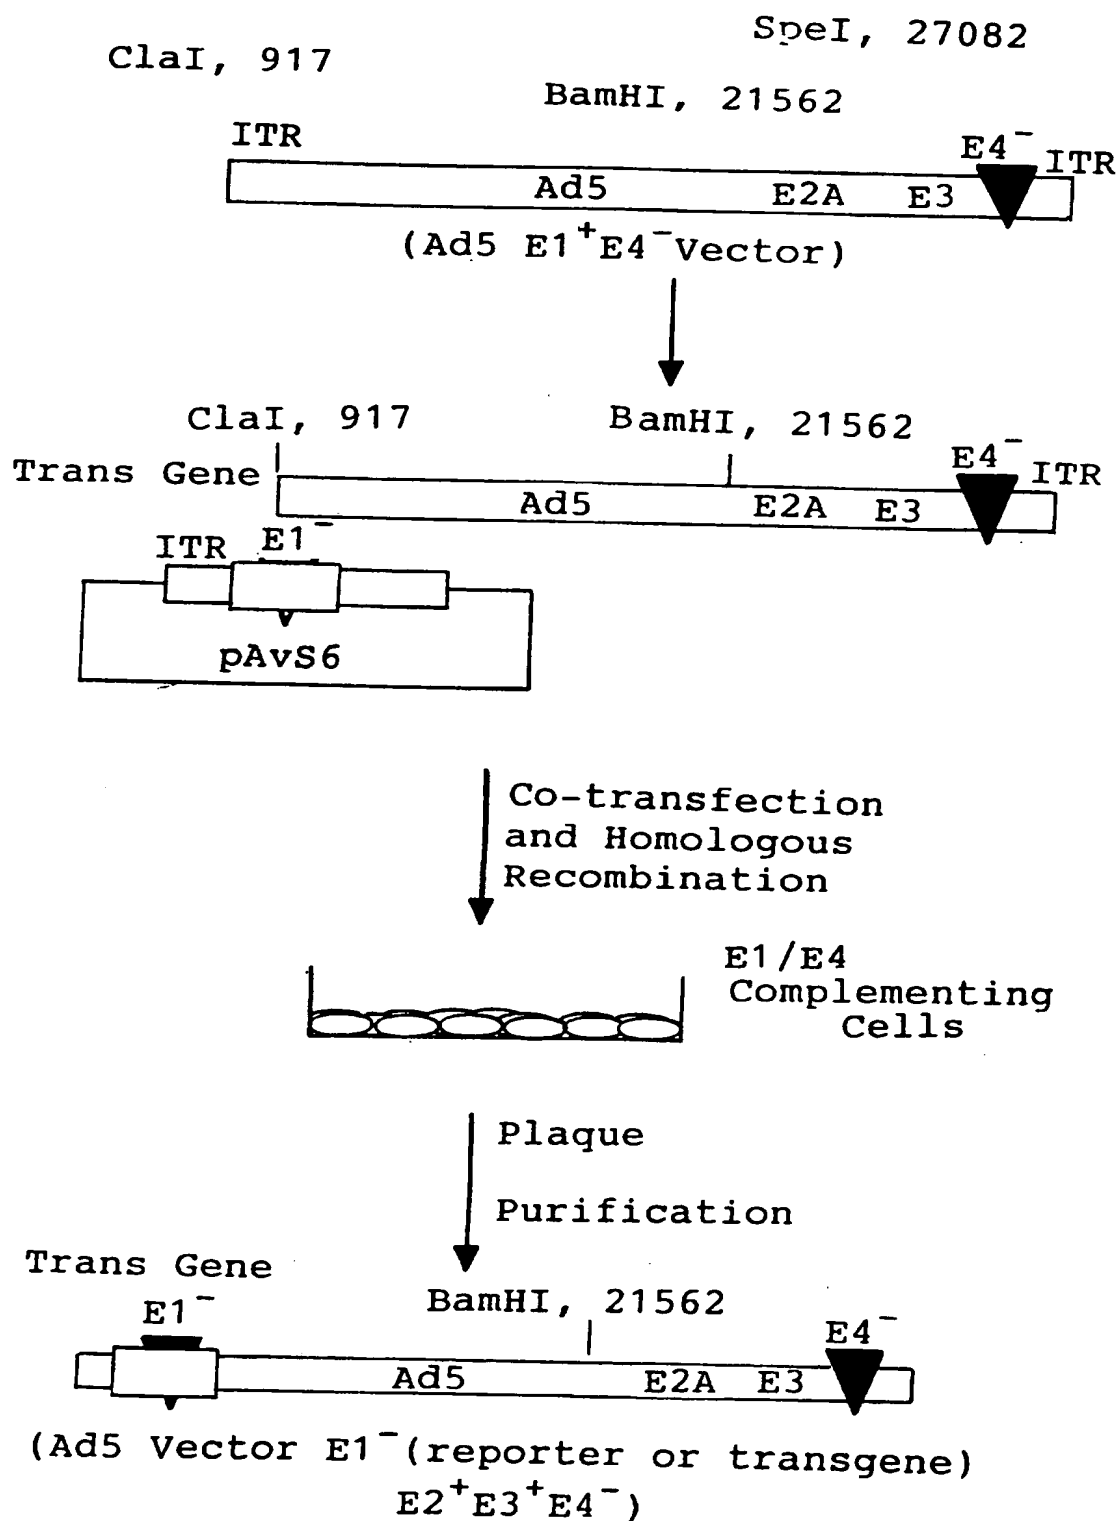 SpeI, 27082
ClaI, 917
BamHI, 21562
ITR
E4⁻
ITR
Ad5 E2A E3
(Ad5 E1⁺E4⁻Vector)
ClaI, 917
BamHI, 21562
Trans Gene
E4⁻
ITR
Ad5 E2A E3
ITR
E1⁻
pAvS6
Co-transfection
and Homologous
Recombination
E1/E4
Complementing
Cells
Plaque
Purification
Trans Gene
E1⁻
BamHI, 21562
E4⁻
Ad5 E2A E3
(Ad5 Vector E1⁻(reporter or transgene)
E2⁺E3⁺E4⁻)